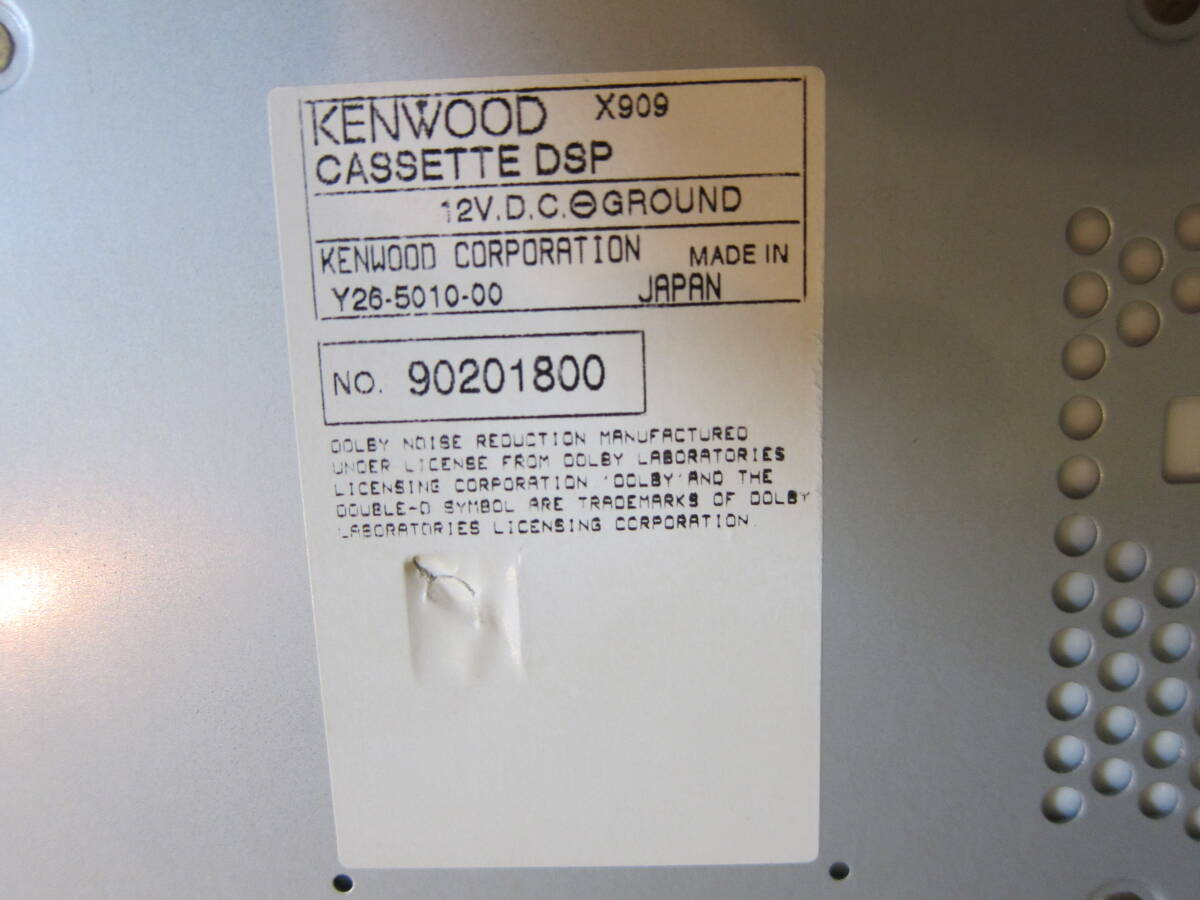 KENWOOD X909
CASSETTE DSP
12V.D.C.⊖GROUND
KENWOOD CORPORATION MADE IN
Y26-5010-00 JAPAN
NO. 90201800
DOLBY NOISE REDUCTION MANUFACTURED
UNDER LICENSE FROM DOLBY LABORATORIES
LICENSING CORPORATION 'DOLBY' AND THE
DOUBLE-D SYMBOL ARE TRADEMARKS OF DOLBY
LABORATORIES LICENSING CORPORATION.